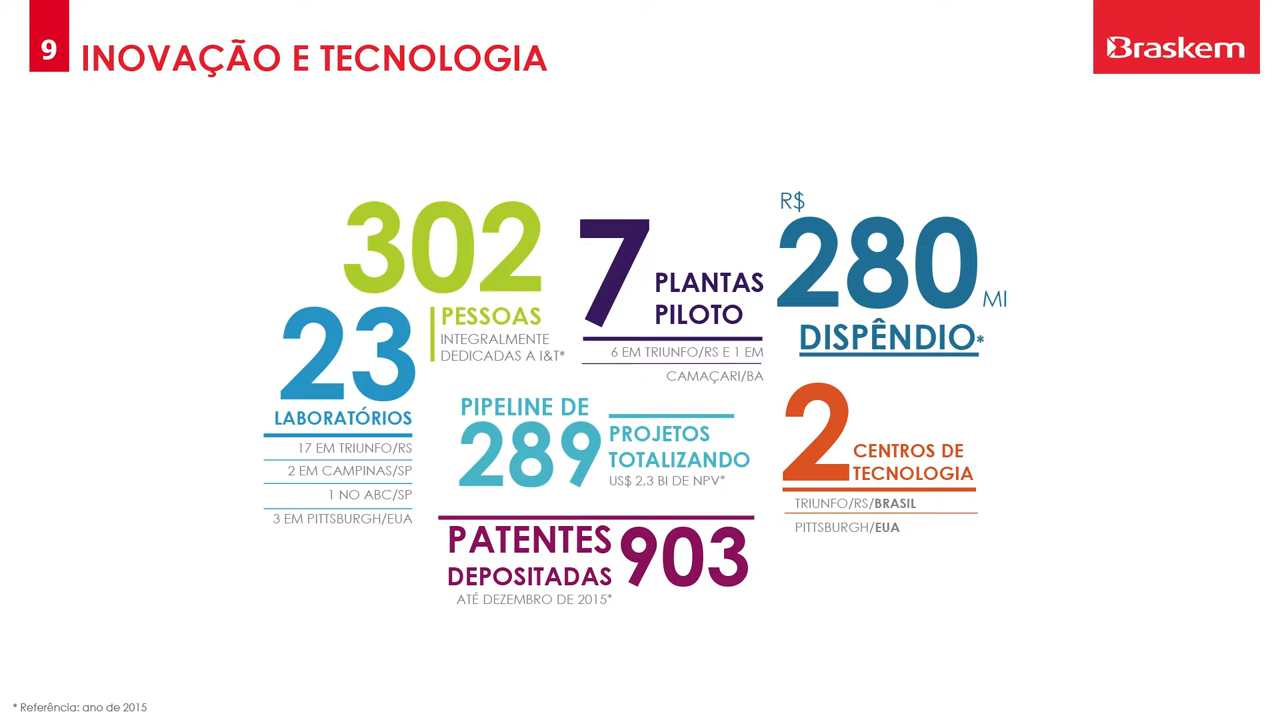 9
INOVAÇÃO E TECNOLOGIA
Braskem
302
PESSOAS
INTEGRALMENTE
DEDICADAS A I&T*
7
PLANTAS
PILOTO
6 EM TRIUNFO/RS E 1 EM
CAMAÇARI/BA
R$
280
MI
DISPÊNDIO*
23
LABORATÓRIOS
17 EM TRIUNFO/RS
2 EM CAMPINAS/SP
1 NO ABC/SP
3 EM PITTSBURGH/EUA
PIPELINE DE
289
PROJETOS
TOTALIZANDO
US$ 2,3 BI DE NPV*
2
CENTROS DE
TECNOLOGIA
TRIUNFO/RS/BRASIL
PITTSBURGH/EUA
PATENTES
DEPOSITADAS
903
ATÉ DEZEMBRO DE 2015*
* Referência: ano de 2015